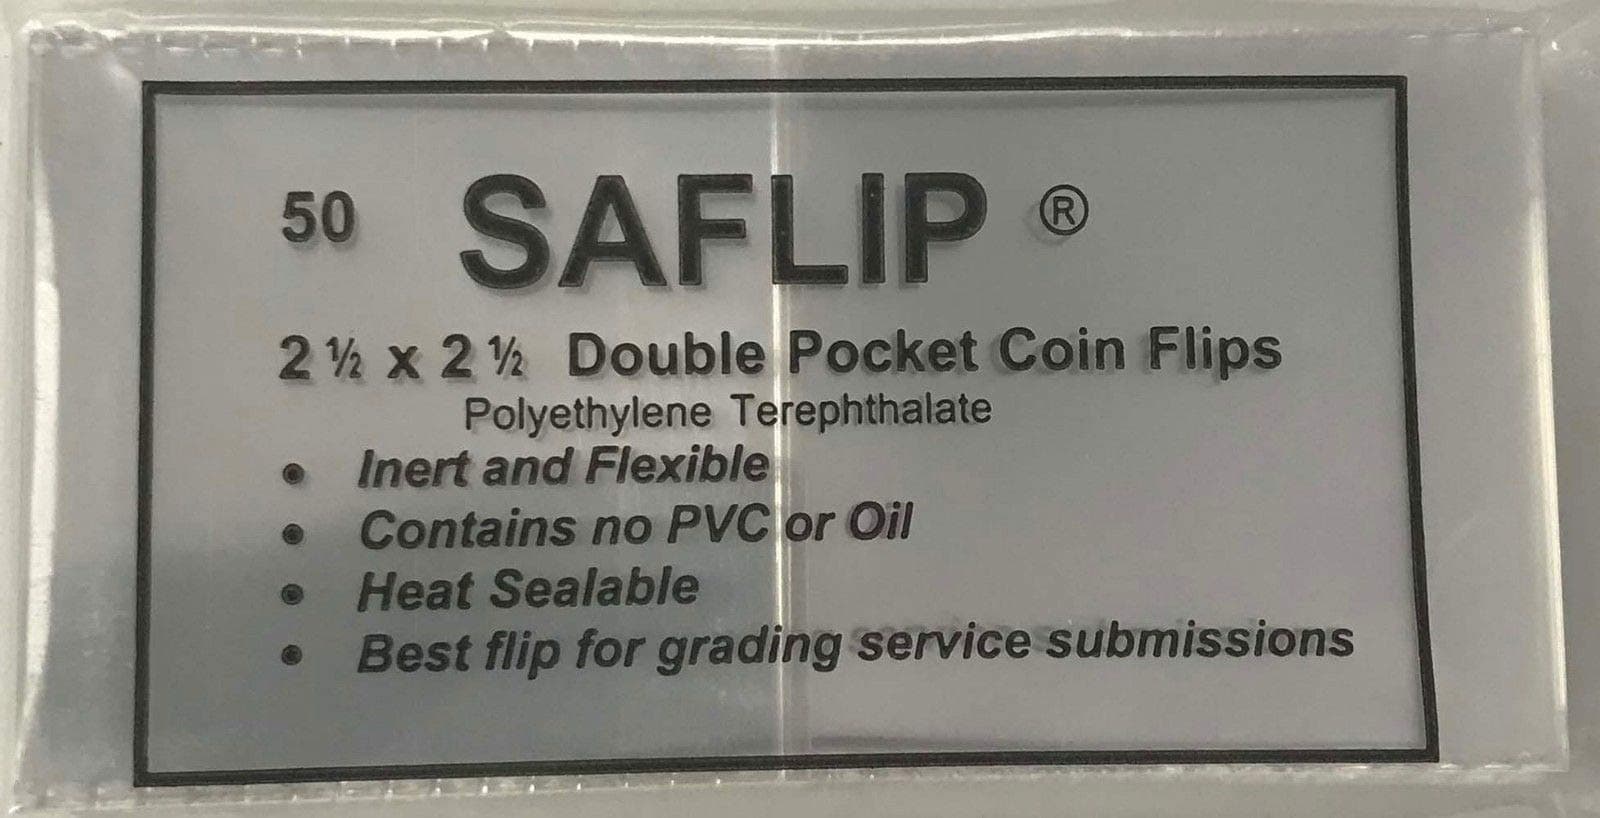 50 SAFLIP ®
2 ½ x 2 ½ Double Pocket Coin Flips
Polyethylene Terephthalate
• Inert and Flexible
• Contains no PVC or Oil
• Heat Sealable
• Best flip for grading service submissions